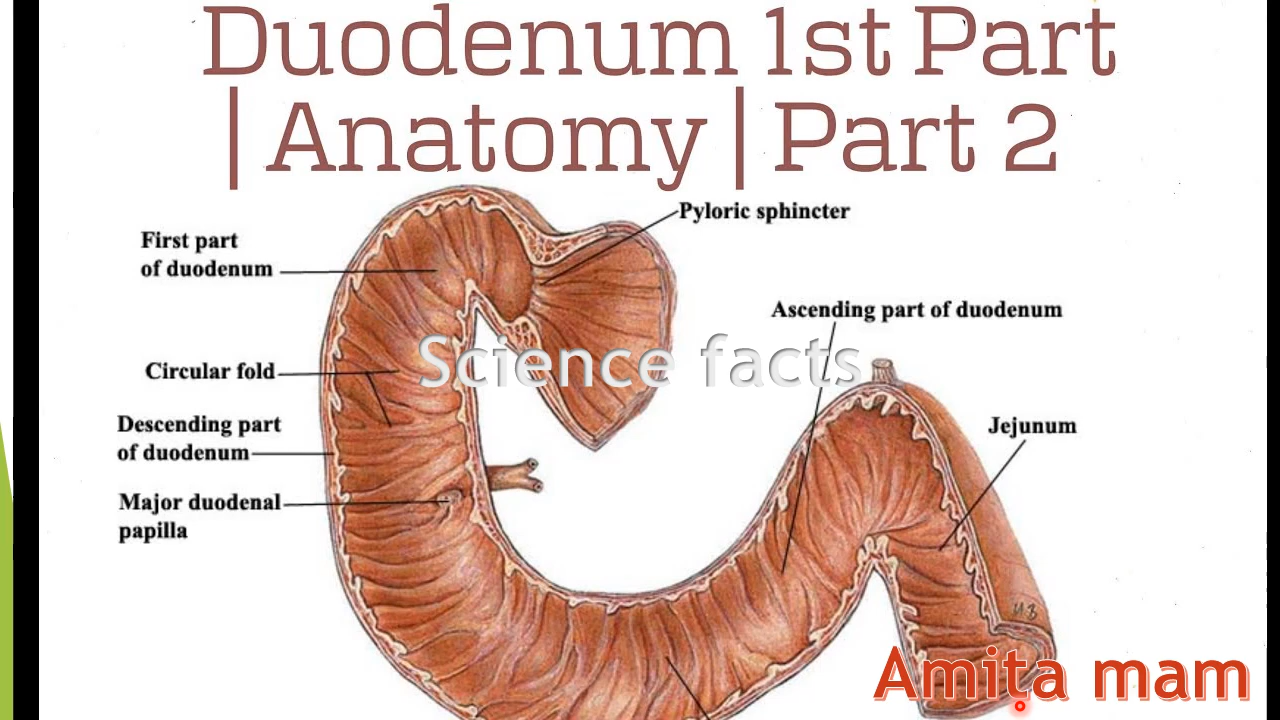 Duodenum 1st Part
| Anatomy | Part 2
Pyloric sphincter
First part
of duodenum
Ascending part of duodenum
Science facts
Circular fold
Descending part
of duodenum
Jejunum
Major duodenal
papilla
Amita mam